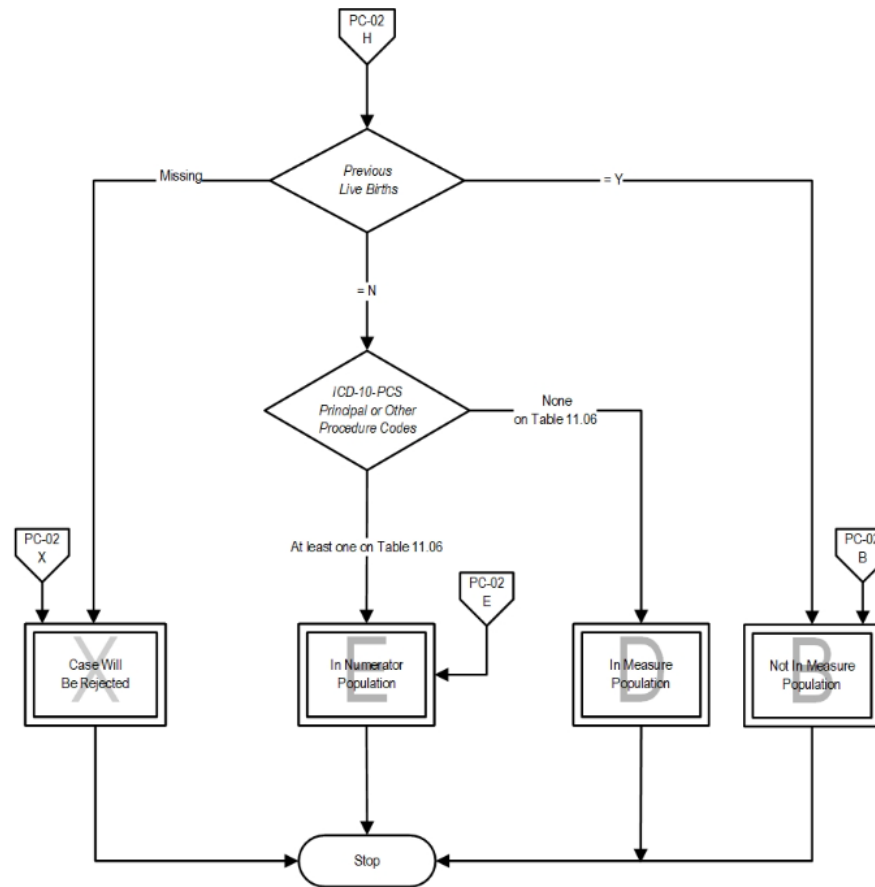 PC-02
H
Previous
Live Births
Missing
= Y
= N
ICD-10-PCS
Principal or Other
Procedure Codes
None
on Table 11.06
At least one on Table 11.06
PC-02
X
PC-02
E
PC-02
B
X
Case Will
Be Rejected
E
In Numerator
Population
D
In Measure
Population
B
Not In Measure
Population
Stop